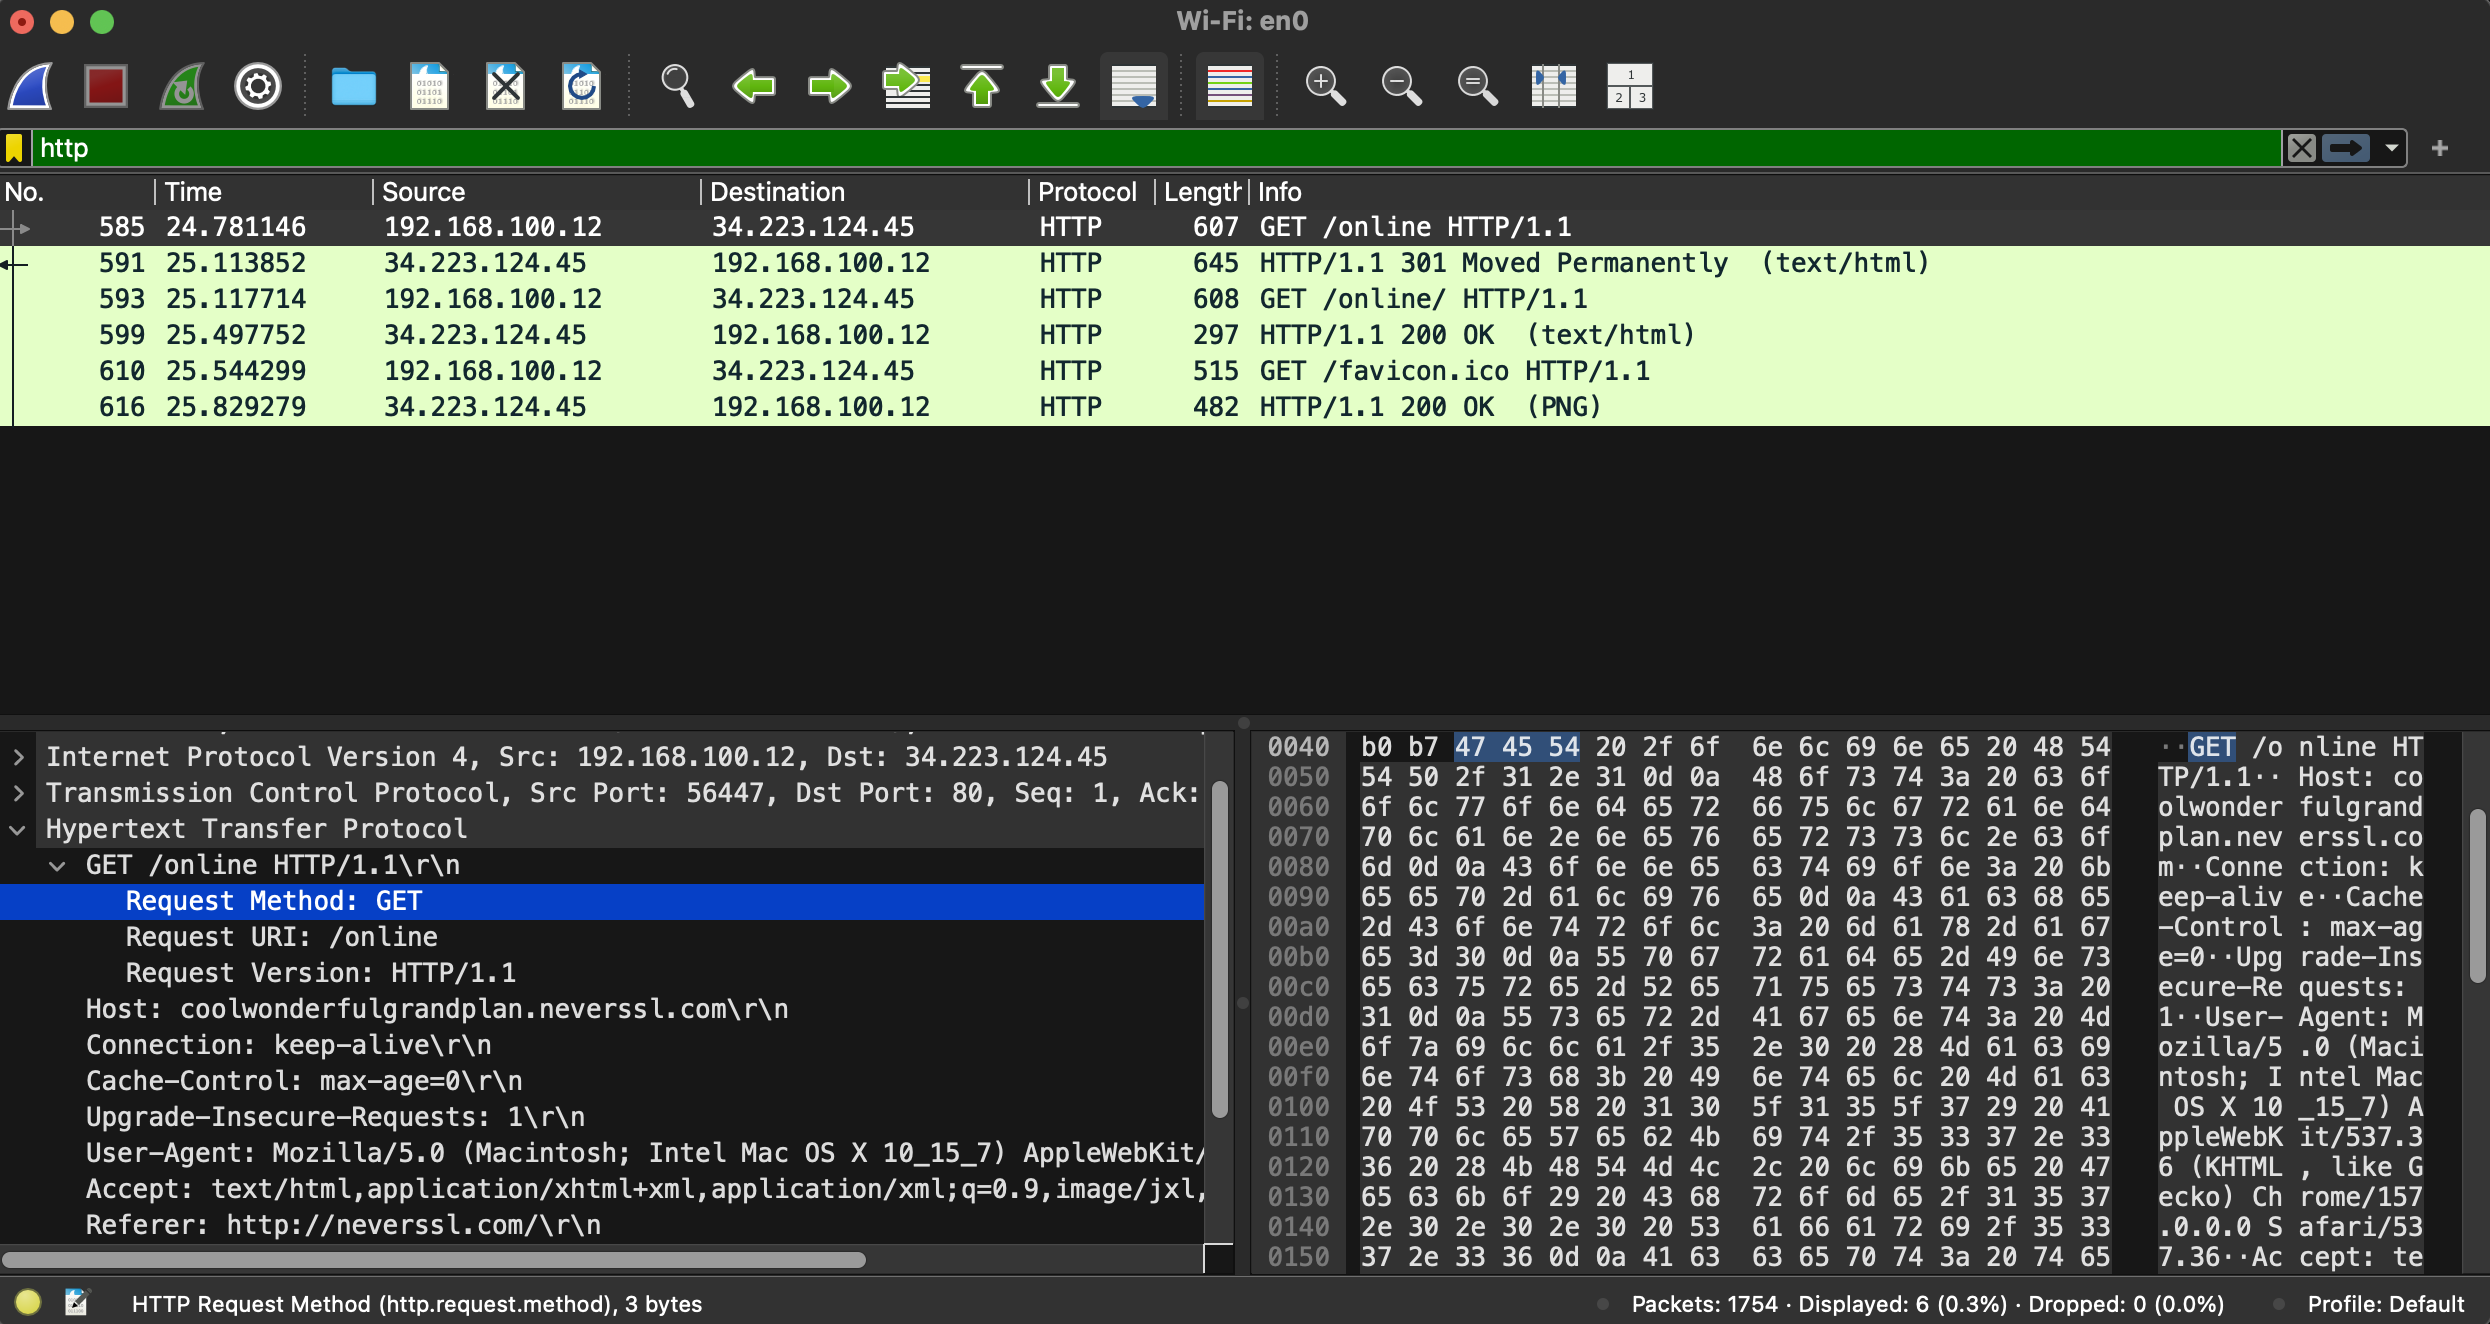 Wi-Fi: en0
1
2 3
http
No. Time Source Destination Protocol Length Info
585 24.781146 192.168.100.12 34.223.124.45 HTTP 607 GET /online HTTP/1.1
591 25.113852 34.223.124.45 192.168.100.12 HTTP 645 HTTP/1.1 301 Moved Permanently (text/html)
593 25.117714 192.168.100.12 34.223.124.45 HTTP 608 GET /online/ HTTP/1.1
599 25.497752 34.223.124.45 192.168.100.12 HTTP 297 HTTP/1.1 200 OK (text/html)
610 25.544299 192.168.100.12 34.223.124.45 HTTP 515 GET /favicon.ico HTTP/1.1
616 25.829279 34.223.124.45 192.168.100.12 HTTP 482 HTTP/1.1 200 OK (PNG)
Internet Protocol Version 4, Src: 192.168.100.12, Dst: 34.223.124.45
Transmission Control Protocol, Src Port: 56447, Dst Port: 80, Seq: 1, Ack:
Hypertext Transfer Protocol
GET /online HTTP/1.1\r\n
Request Method: GET
Request URI: /online
Request Version: HTTP/1.1
Host: coolwonderfulgrandplan.neverssl.com\r\n
Connection: keep-alive\r\n
Cache-Control: max-age=0\r\n
Upgrade-Insecure-Requests: 1\r\n
User-Agent: Mozilla/5.0 (Macintosh; Intel Mac OS X 10_15_7) AppleWebKit/
Accept: text/html,application/xhtml+xml,application/xml;q=0.9,image/jxl,
Referer: http://neverssl.com/\r\n
0040 b0 b7 47 45 54 20 2f 6f 6e 6c 69 6e 65 20 48 54 ··GET /o nline HT
0050 54 50 2f 31 2e 31 0d 0a 48 6f 73 74 3a 20 63 6f TP/1.1·· Host: co
0060 6f 6c 77 6f 6e 64 65 72 66 75 6c 67 72 61 6e 64 olwonder fulgrand
0070 70 6c 61 6e 2e 6e 65 76 65 72 73 73 6c 2e 63 6f plan.nev erssl.co
0080 6d 0d 0a 43 6f 6e 6e 65 63 74 69 6f 6e 3a 20 6b m··Conne ction: k
0090 65 65 70 2d 61 6c 69 76 65 0d 0a 43 61 63 68 65 eep-aliv e··Cache
00a0 2d 43 6f 6e 74 72 6f 6c 3a 20 6d 61 78 2d 61 67 -Control : max-ag
00b0 65 3d 30 0d 0a 55 70 67 72 61 64 65 2d 49 6e 73 e=0··Upg rade-Ins
00c0 65 63 75 72 65 2d 52 65 71 75 65 73 74 73 3a 20 ecure-Re quests:
00d0 31 0d 0a 55 73 65 72 2d 41 67 65 6e 74 3a 20 4d 1··User- Agent: M
00e0 6f 7a 69 6c 6c 61 2f 35 2e 30 20 28 4d 61 63 69 ozilla/5 .0 (Maci
00f0 6e 74 6f 73 68 3b 20 49 6e 74 65 6c 20 4d 61 63 ntosh; I ntel Mac
0100 20 4f 53 20 58 20 31 30 5f 31 35 5f 37 29 20 41 OS X 10 _15_7) A
0110 70 70 6c 65 57 65 62 4b 69 74 2f 35 33 37 2e 33 ppleWebK it/537.3
0120 36 20 28 4b 48 54 4d 4c 2c 20 6c 69 6b 65 20 47 6 (KHTML , like G
0130 65 63 6b 6f 29 20 43 68 72 6f 6d 65 2f 31 35 37 ecko) Ch rome/157
0140 2e 30 2e 30 2e 30 20 53 61 66 61 72 69 2f 35 33 .0.0.0 S afari/53
0150 37 2e 33 36 0d 0a 41 63 63 65 70 74 3a 20 74 65 7.36··Ac cept: te
HTTP Request Method (http.request.method), 3 bytes
Packets: 1754 · Displayed: 6 (0.3%) · Dropped: 0 (0.0%)
Profile: Default